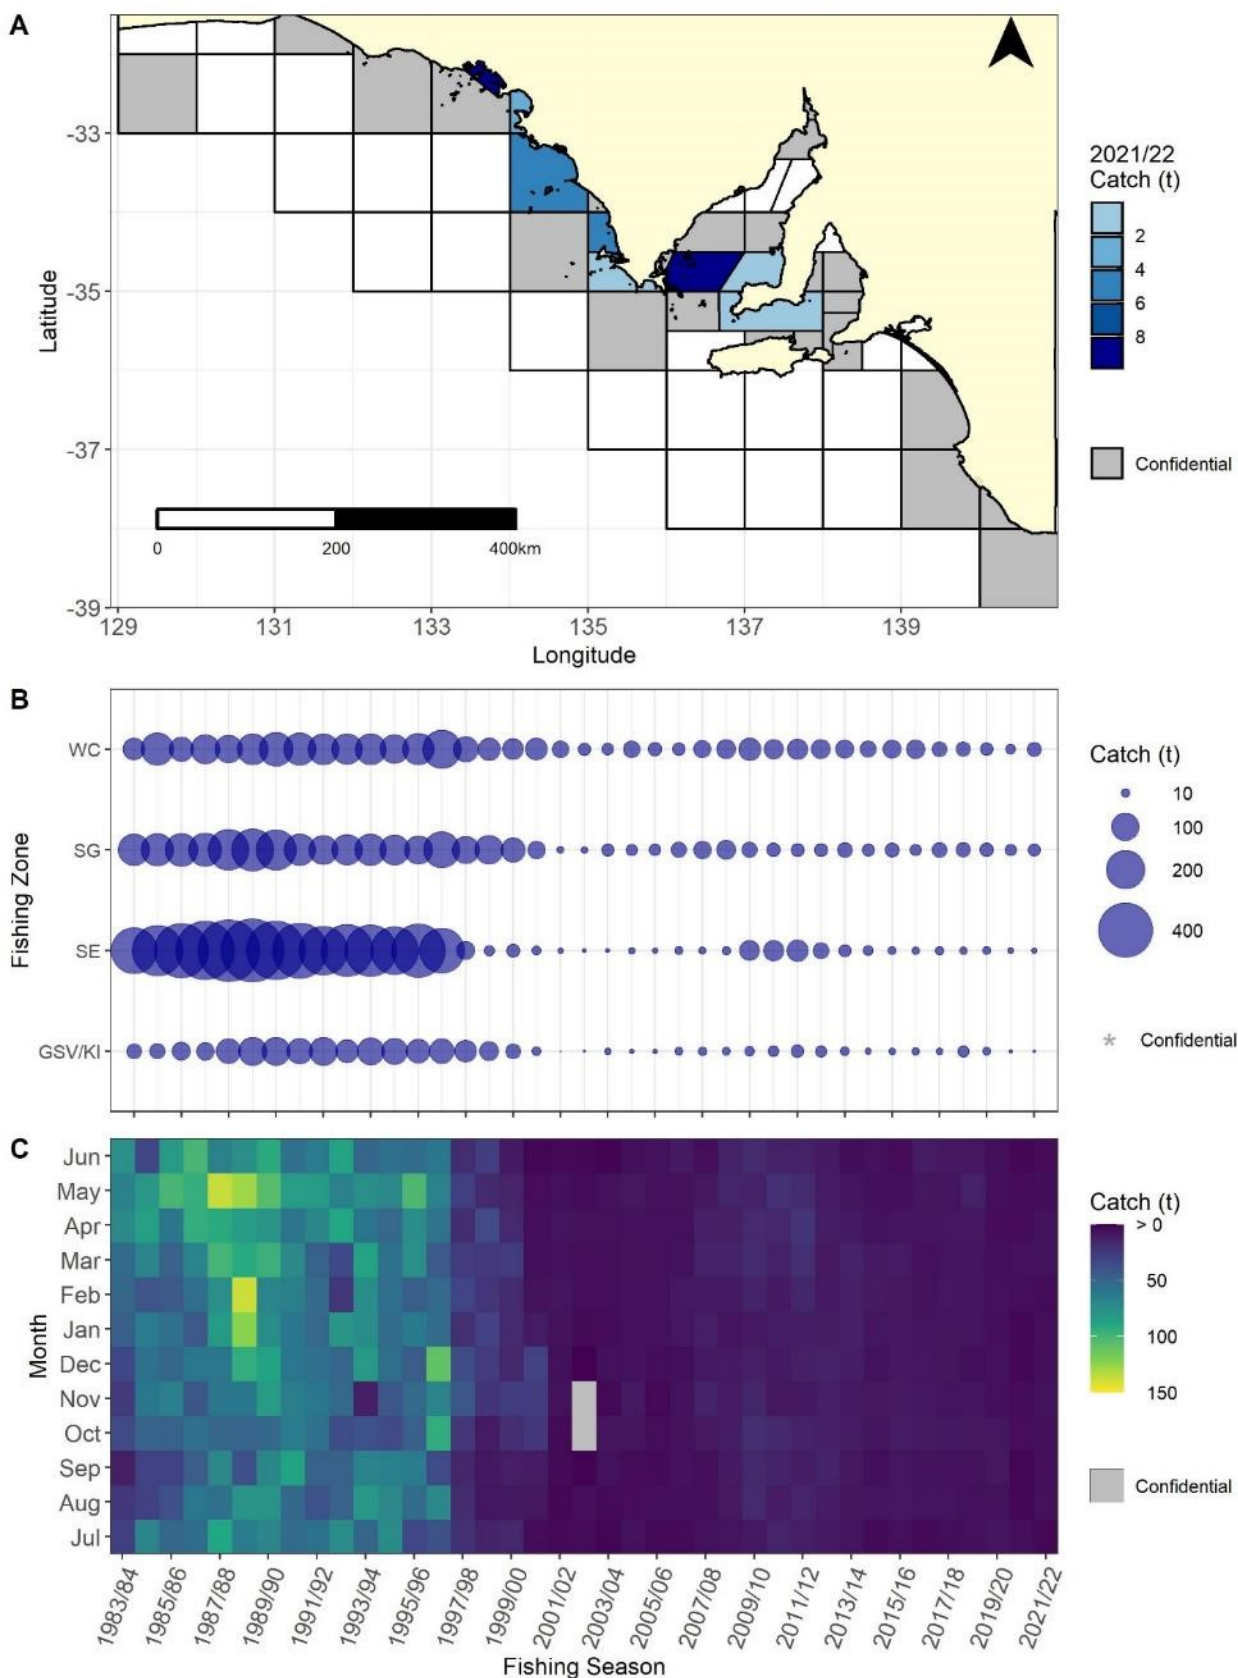 A
-33
-35
-37
-39
Latitude
0
200
400km
129
131
133
135
137
139
Longitude
2021/22
Catch (t)
2
4
6
8
Confidential
B
WC
SG
SE
GSV/KI
Fishing Zone
Catch (t)
10
100
200
400
* Confidential
C
Jun
May
Apr
Mar
Feb
Jan
Dec
Nov
Oct
Sep
Aug
Jul
Month
1983/84
1985/86
1987/88
1989/90
1991/92
1993/94
1995/96
1997/98
1999/00
2001/02
2003/04
2005/06
2007/08
2009/10
2011/12
2013/14
2015/16
2017/18
2019/20
2021/22
Fishing Season
Catch (t)
> 0
50
100
150
Confidential